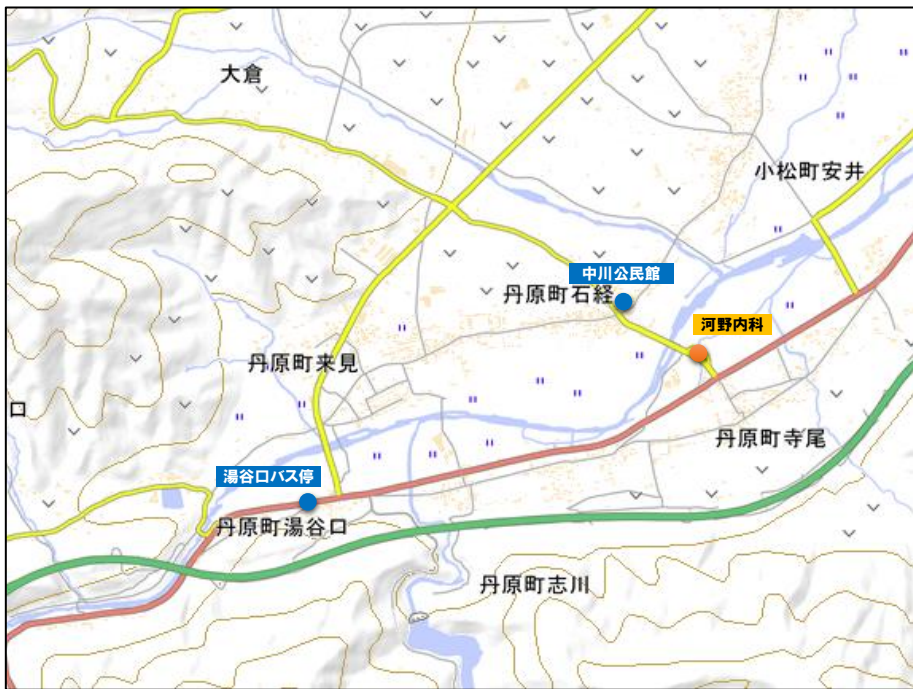 大倉
小松町安井
中川公民館
丹原町石経
河野内科
丹原町来見
口
丹原町寺尾
湯谷口バス停
丹原町湯谷口
丹原町志川